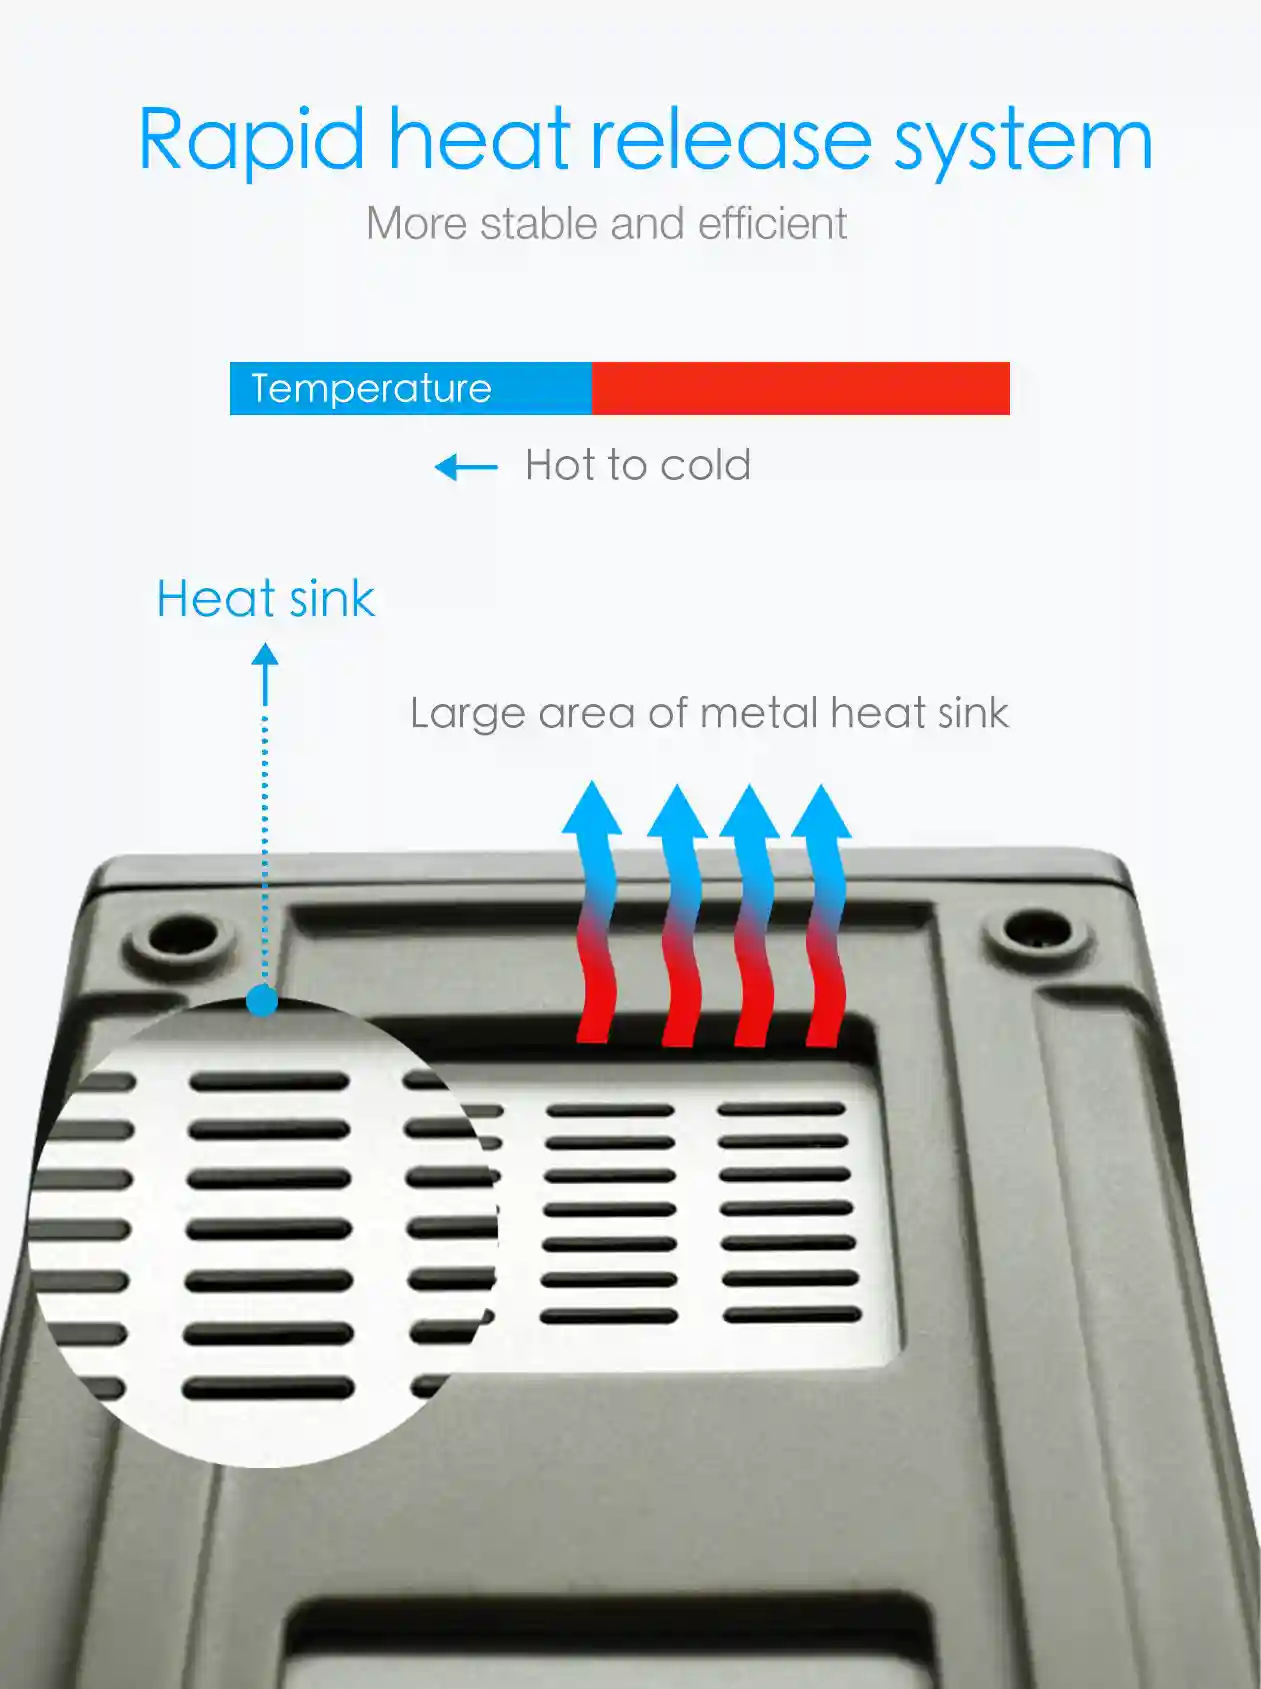 Rapid heat release system
More stable and efficient
Temperature
Hot to cold
Heat sink
Large area of metal heat sink